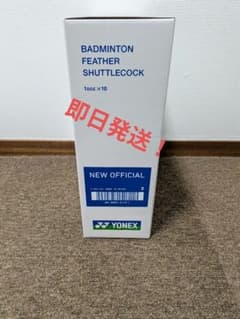 BADMINTON
FEATHER
SHUTTLECOCK
1DOZ.×10
即日発送！
NEW OFFICIAL
YONEX